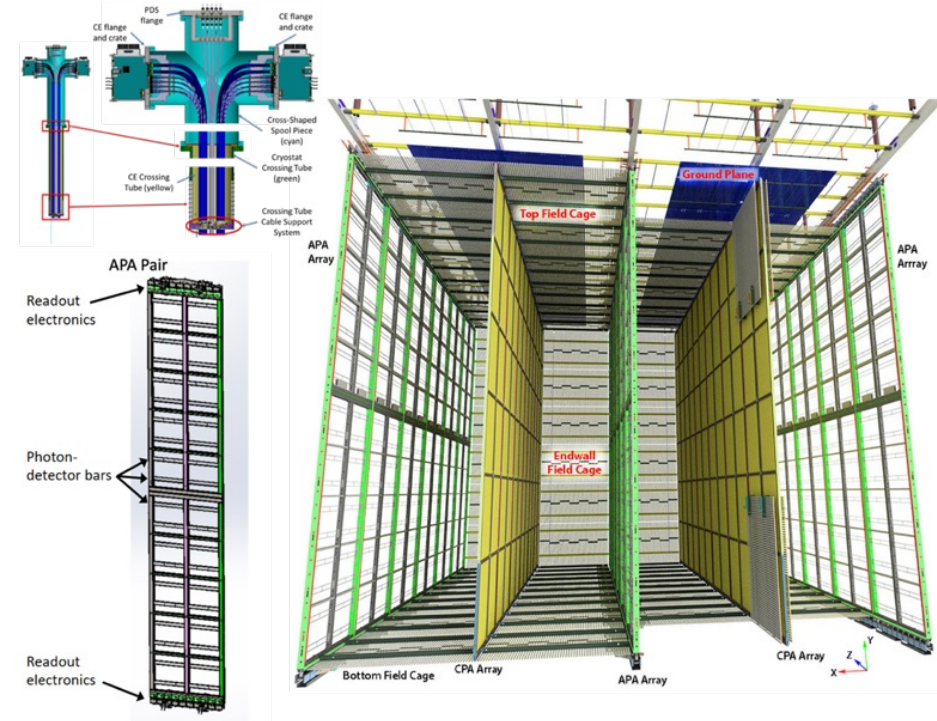 PDS
flange
CE flange
and crate
CE flange
and crate
Cross-Shaped
Spool Piece
(cyan)
Cryostat
Crossing Tube
(green)
CE Crossing
Tube (yellow)
Crossing Tube
Cable Support
System
APA Pair
Readout
electronics
Photon-
detector bars
Readout
electronics
Ground Plane
Top Field Cage
APA
Array
APA
Arrray
Endwall
Field Cage
Bottom Field Cage
CPA Array
APA Array
CPA Array
Y
Z
X